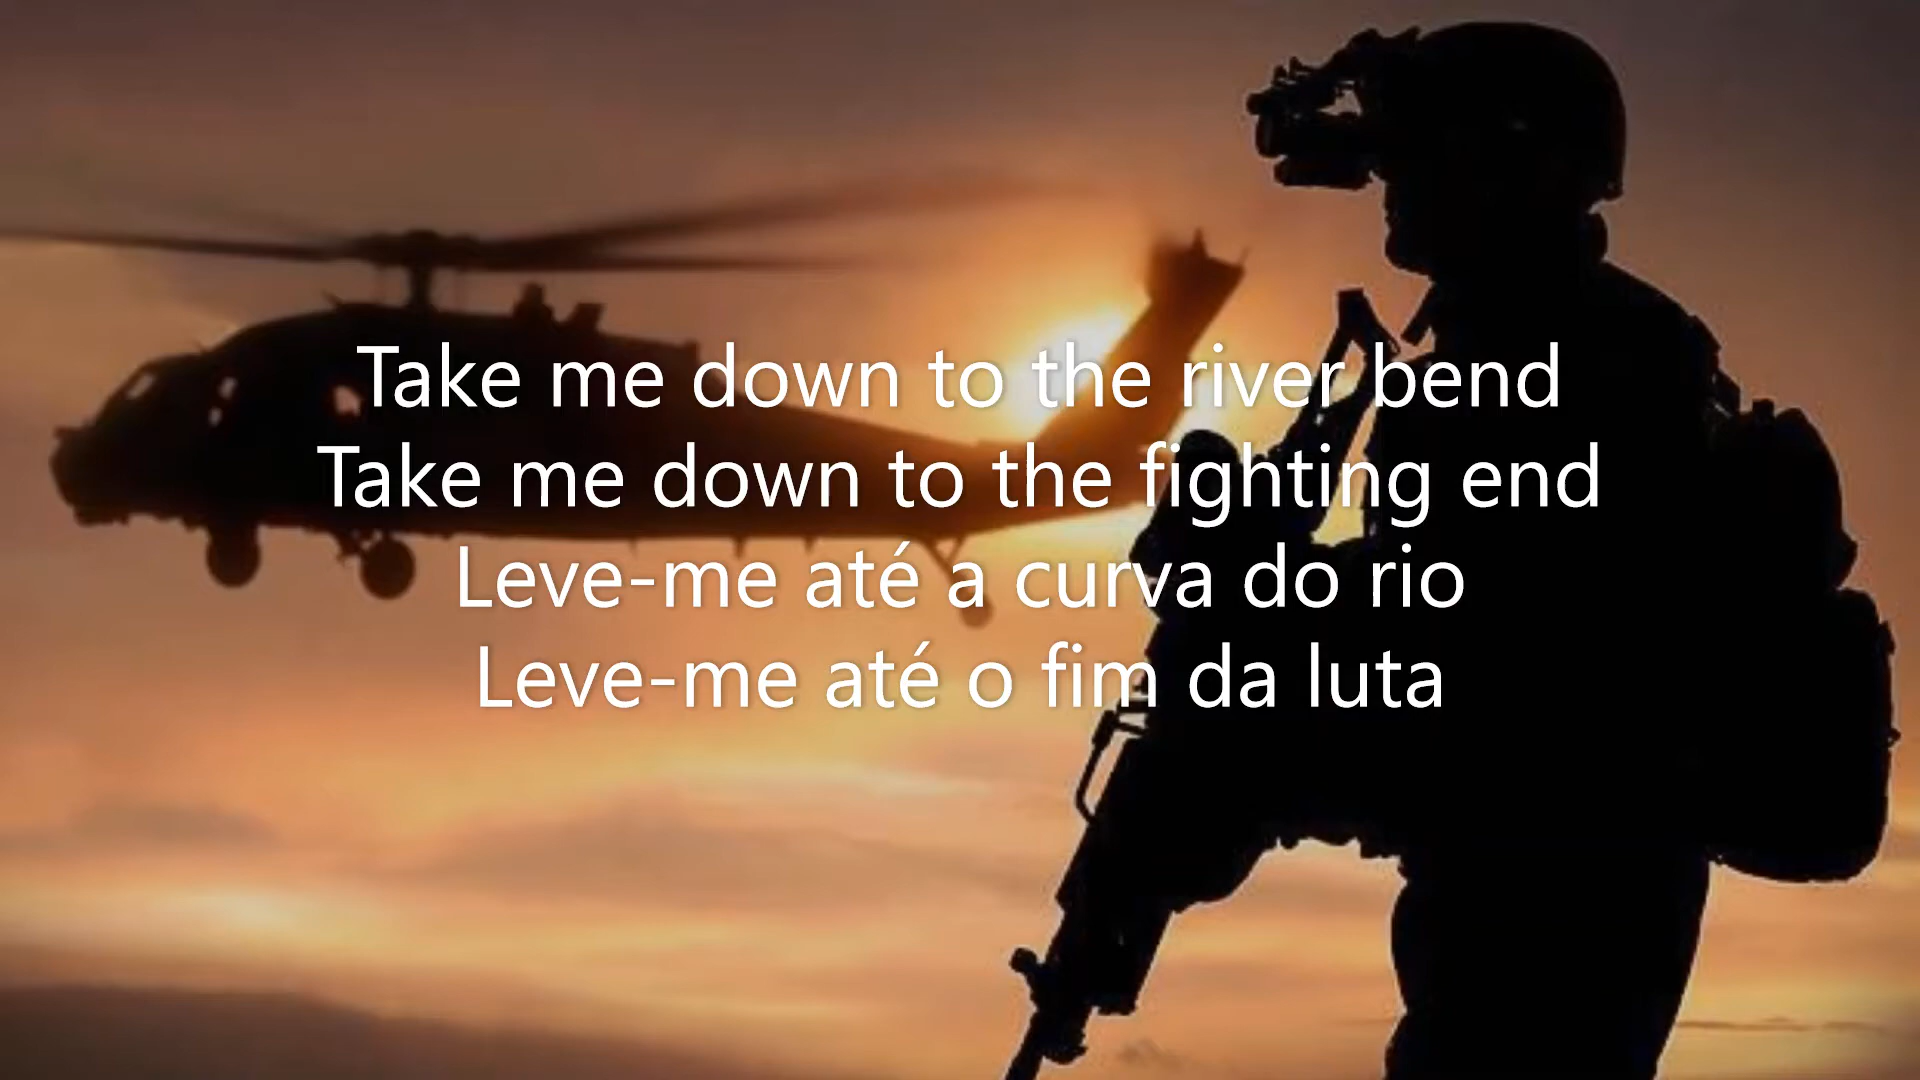 Take me down to the river bend
Take me down to the fighting end
Leve-me até a curva do rio
Leve-me até o fim da luta